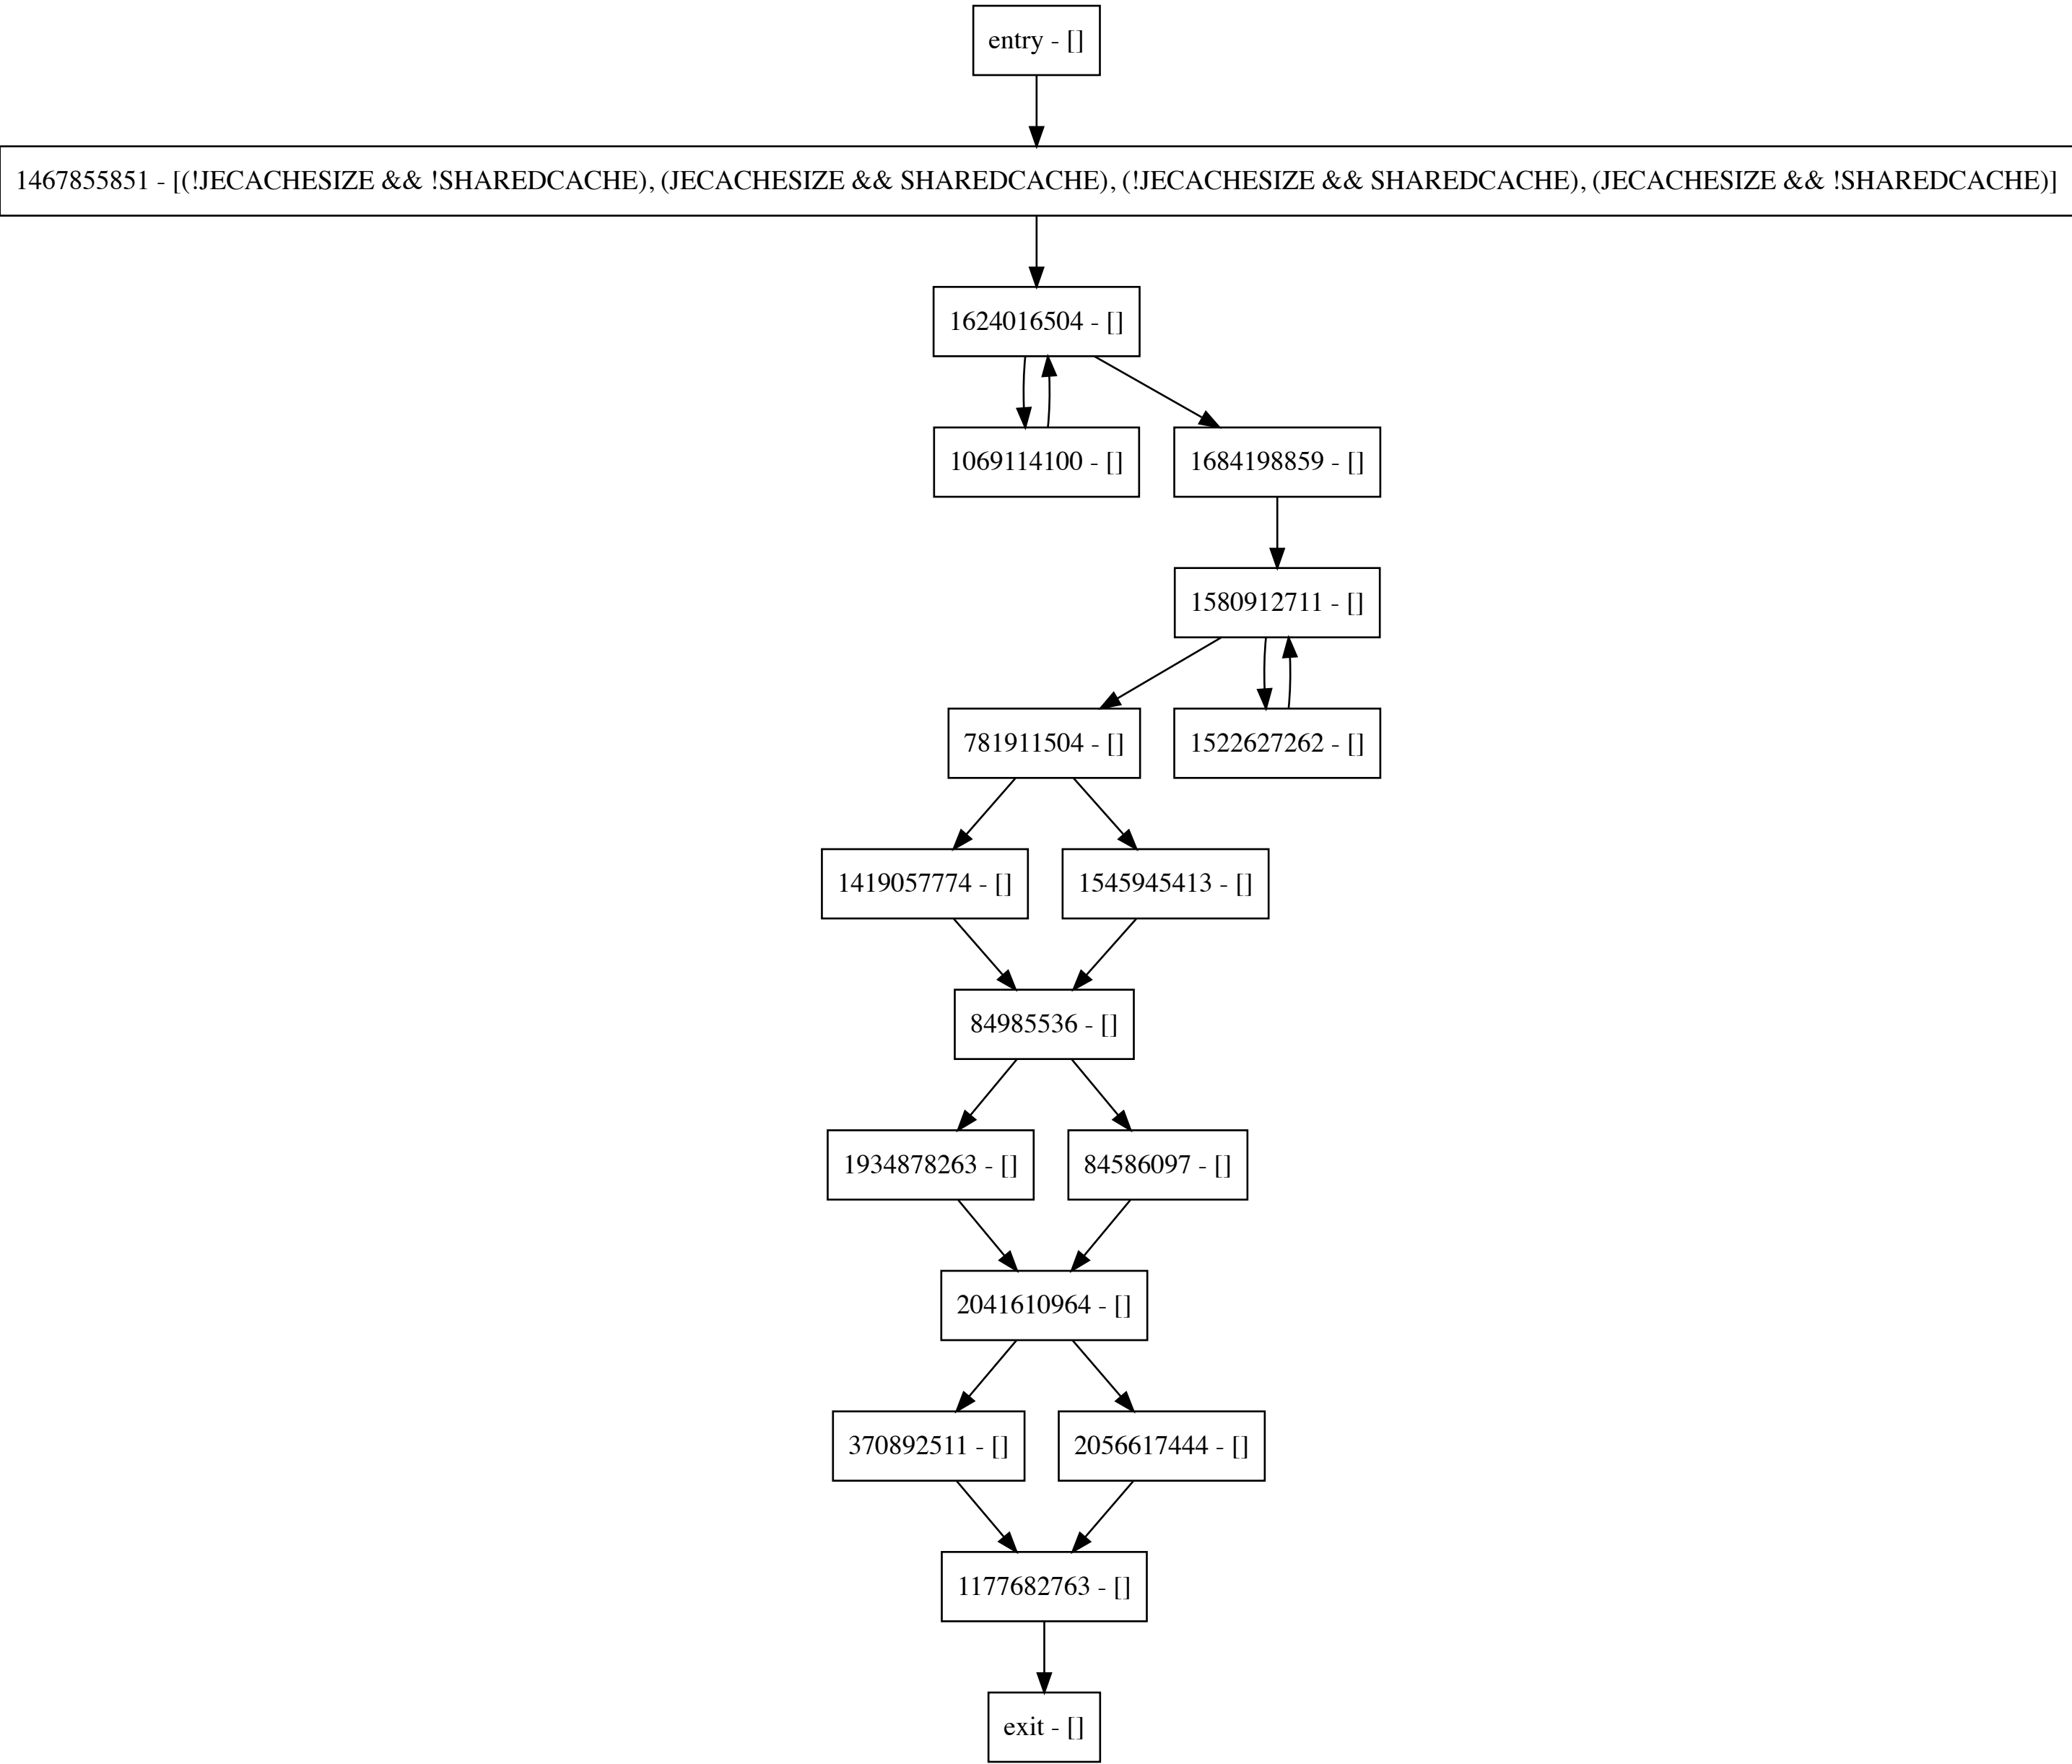 entry - []
1467855851 - [(!JECACHESIZE && !SHAREDCACHE), (JECACHESIZE && SHAREDCACHE), (!JECACHESIZE && SHAREDCACHE), (JECACHESIZE && !SHAREDCACHE)]
1624016504 - []
1069114100 - []
1684198859 - []
1580912711 - []
781911504 - []
1522627262 - []
1419057774 - []
1545945413 - []
84985536 - []
1934878263 - []
84586097 - []
2041610964 - []
370892511 - []
2056617444 - []
1177682763 - []
exit - []